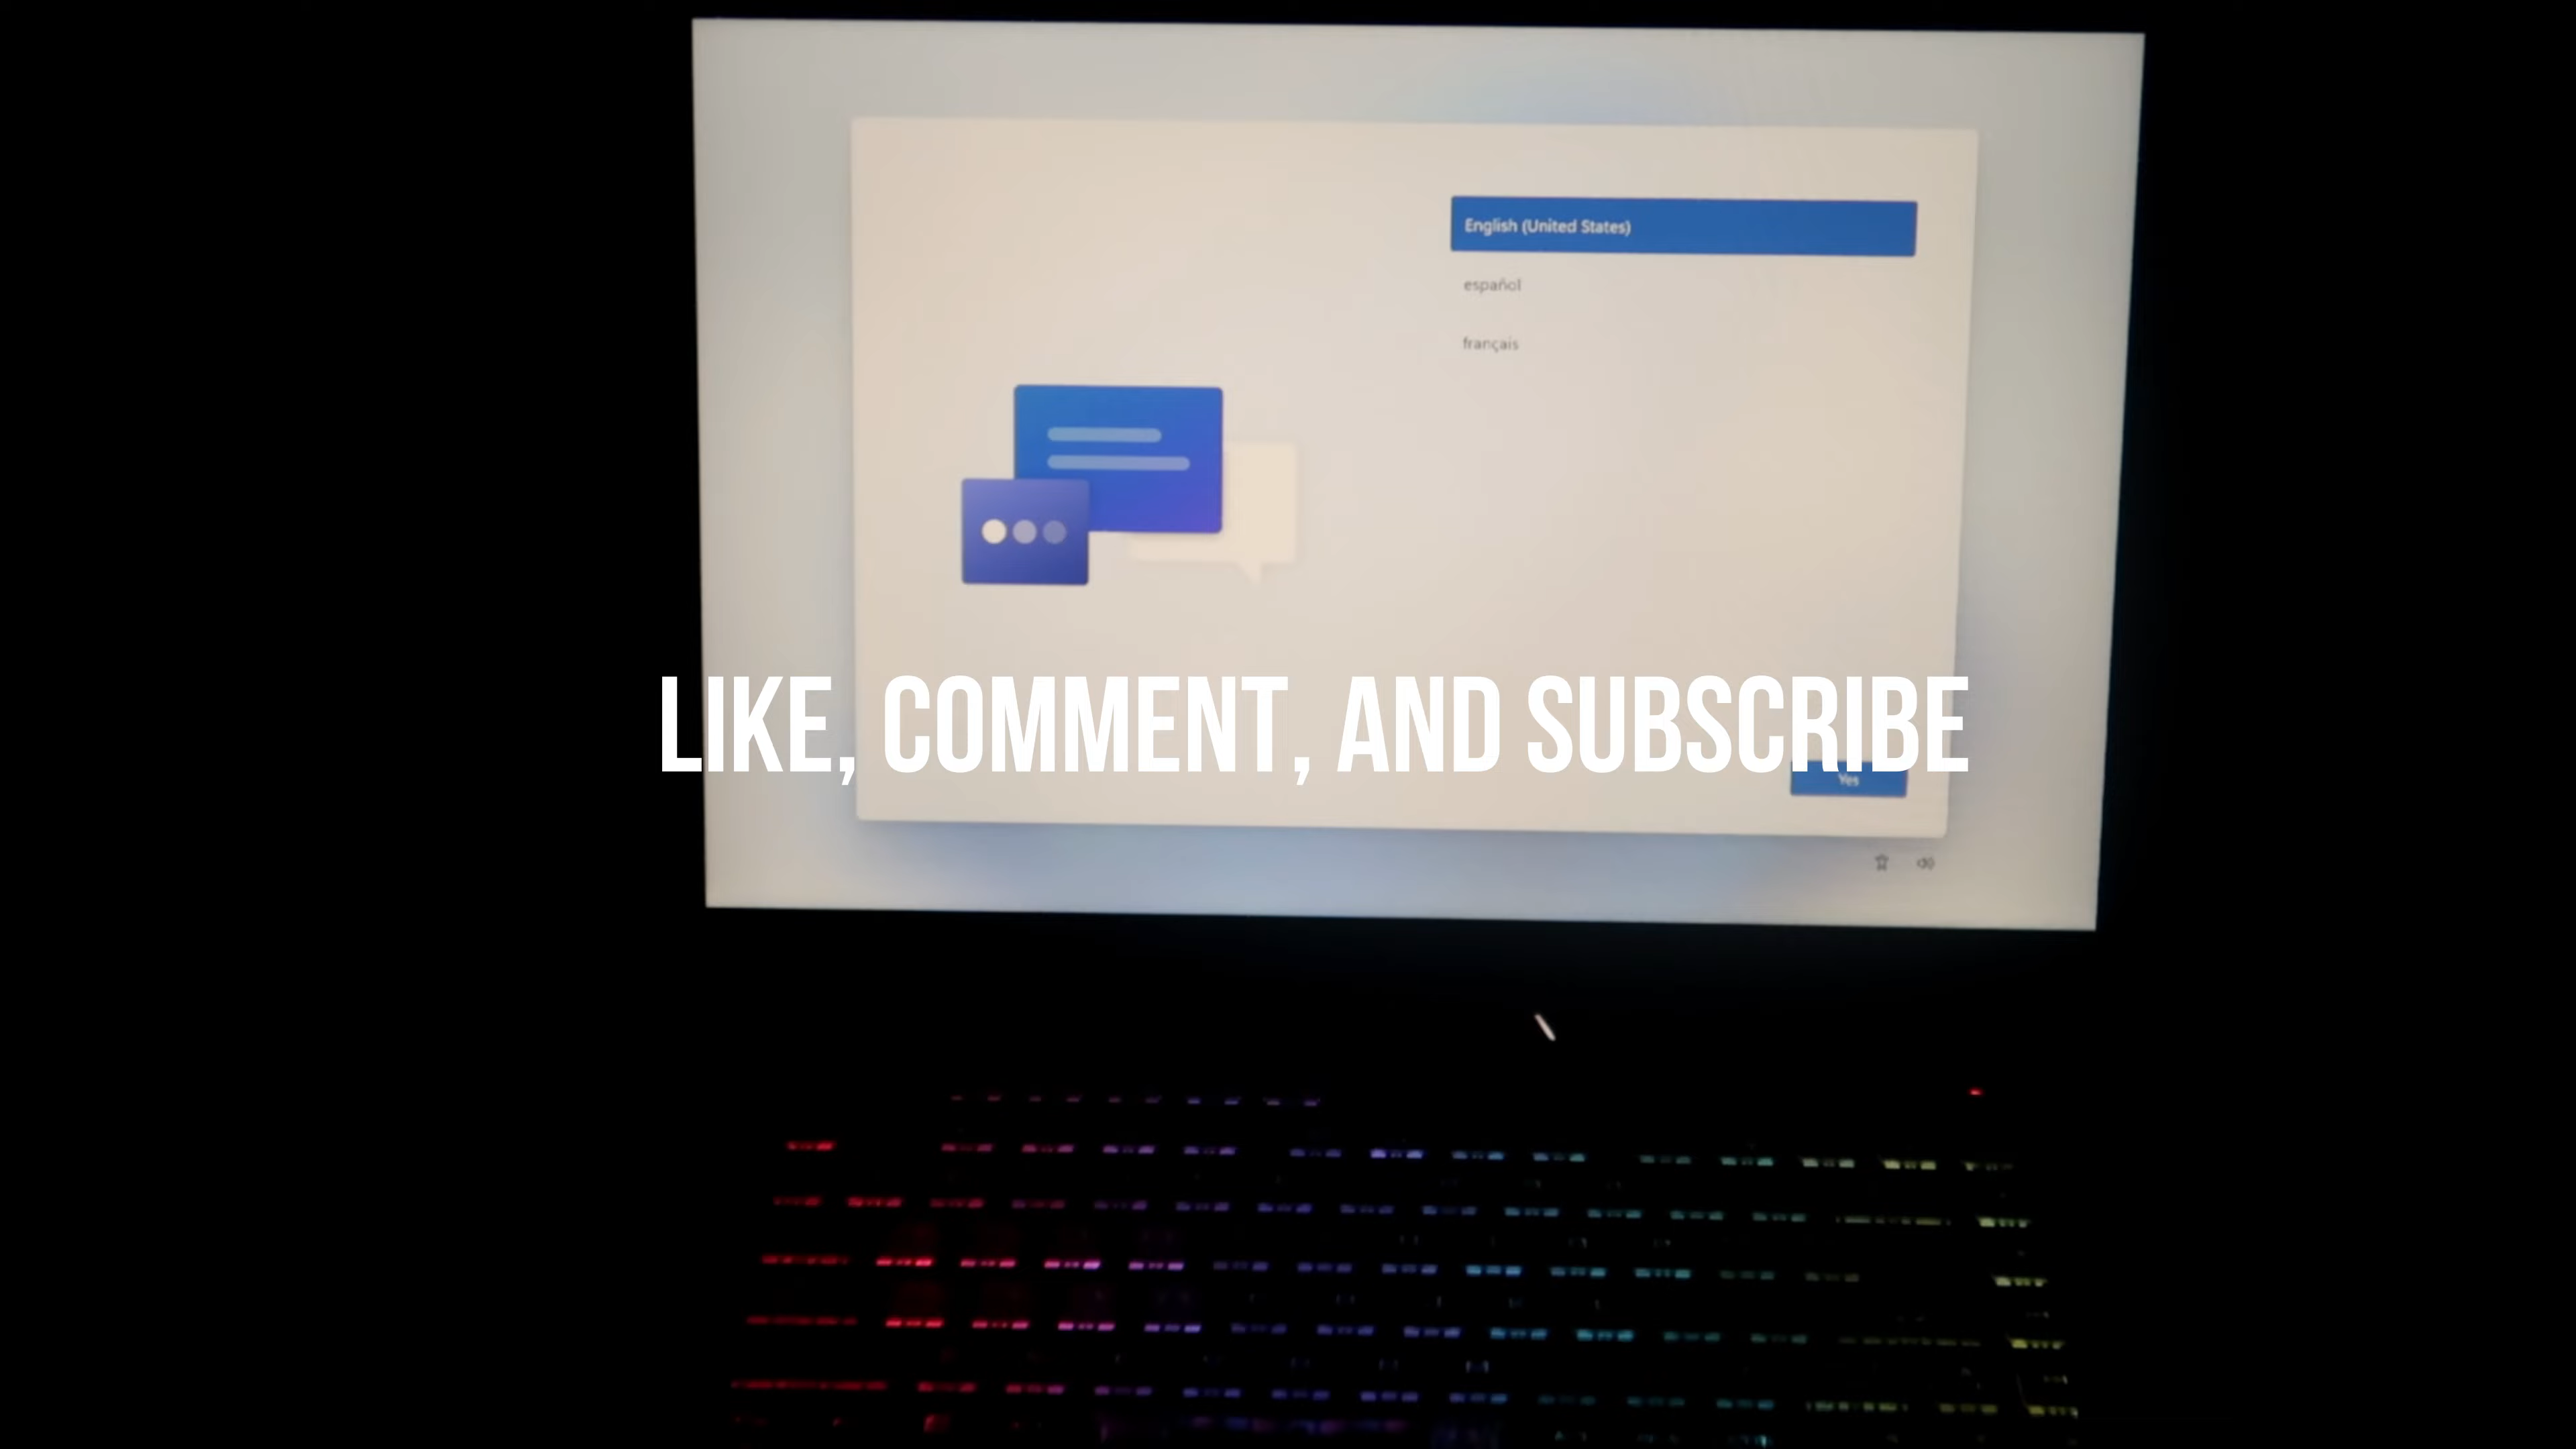 English (United States)
español
français
LIKE, COMMENT, AND SUBSCRIBE
Yes